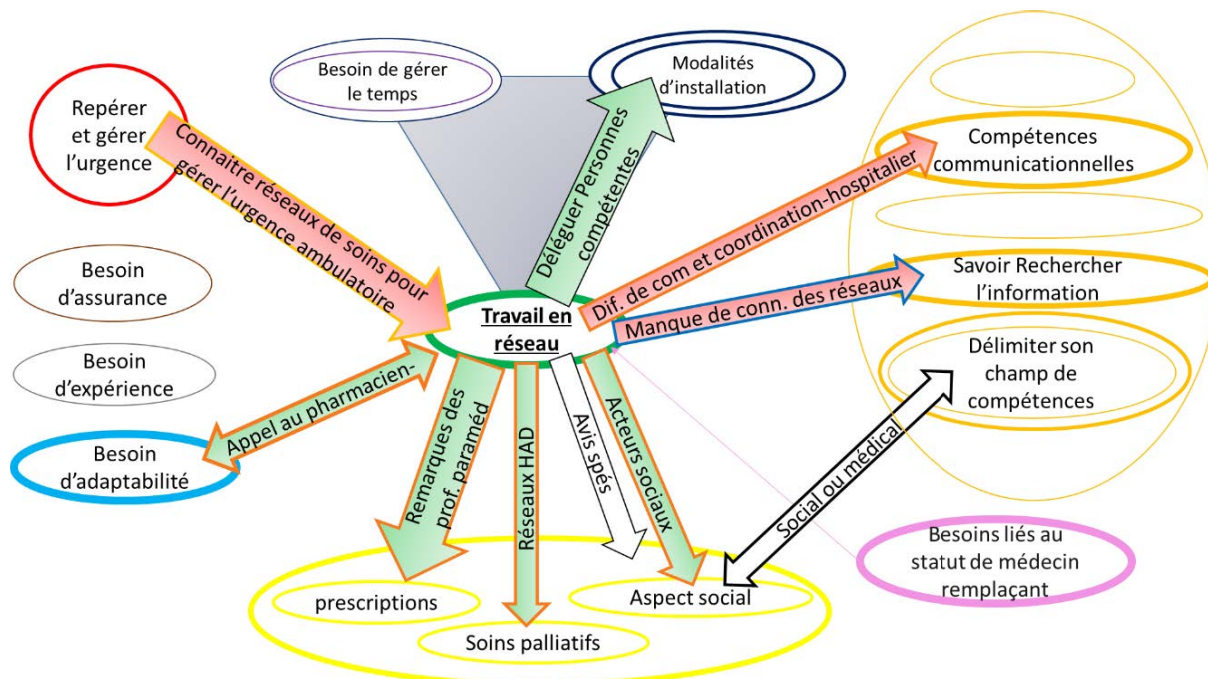 Besoin de gérer
le temps
Modalités
d'installation
Repérer
et gérer
l'urgence
Connaitre réseaux de soins pour
gérer l'urgence ambulatoire
Déléguer Personnes
compétentes
Compétences
communicationnelles
Dif. de com et coordination-hospitalier
Besoin
d'assurance
Savoir Rechercher
l'information
Manque de conn. des réseaux
Travail en
réseau
Besoin
d'expérience
Délimiter son
champ de
compétences
Appel au pharmacien-
Besoin
d'adaptabilité
Remarques des
prof. paraméd
Réseaux HAD
Avis spés
Acteurs sociaux
Social ou médical
Besoins liés au
statut de médecin
remplaçant
prescriptions
Aspect social
Soins palliatifs